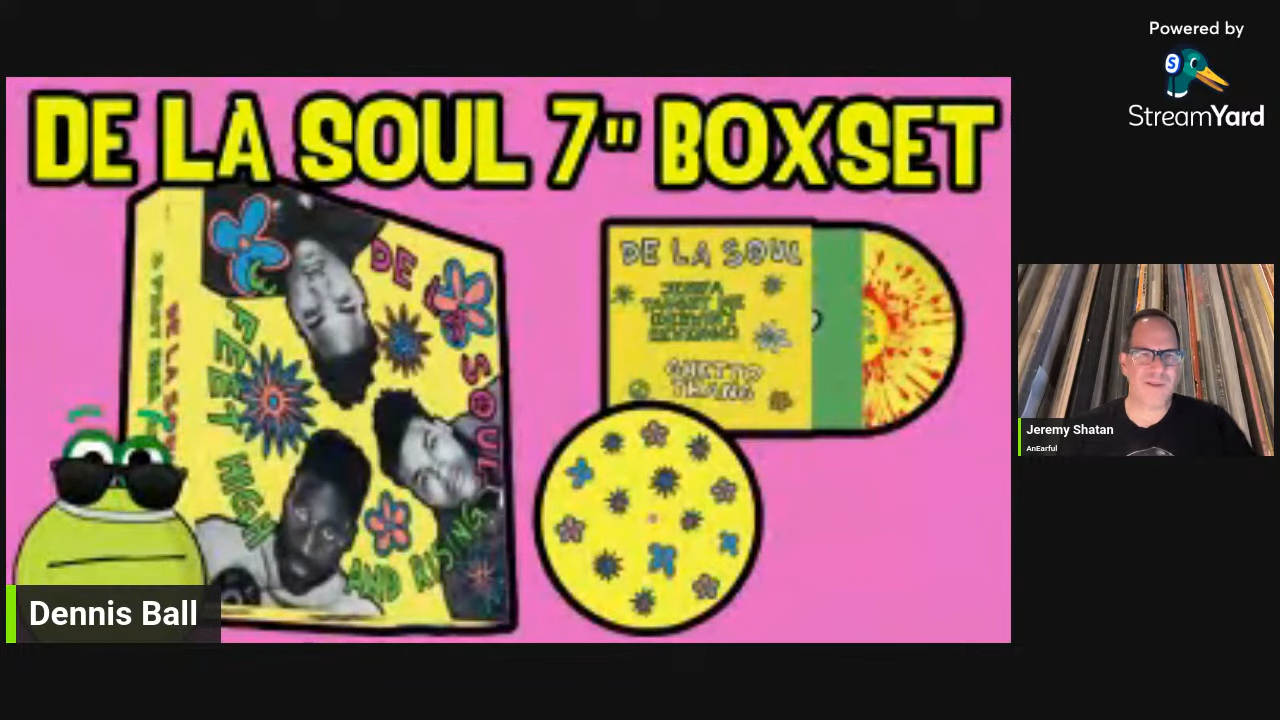 Powered by
StreamYard
DE LA SOUL 7" BOXSET
DE LA SOUL
FEET HIGH
AND RISING
DE LA SOUL
GHETTO
THANG
Jeremy Shatan
AnEarful
Dennis Ball